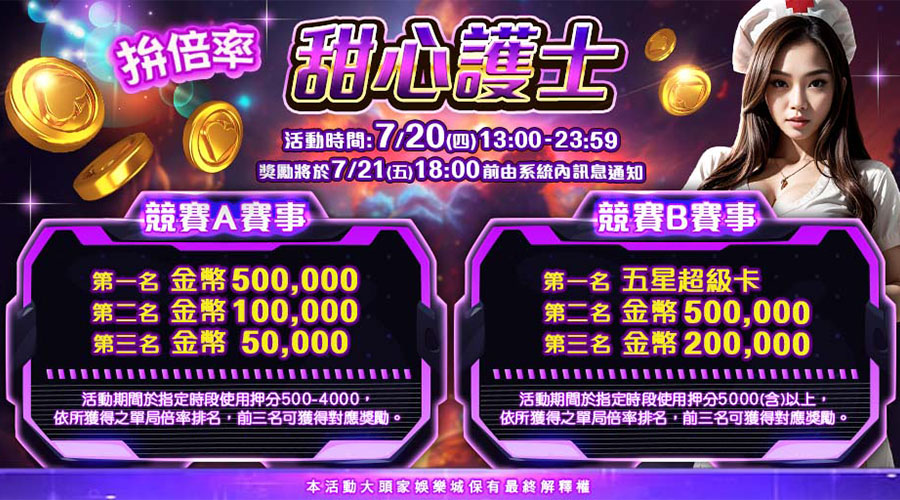 拚倍率
甜心護士
活動時間:7/20(四)13:00-23:59
獎勵將於7/21(五)18:00前由系統內訊息通知
競賽A賽事
第一名 金幣500,000
第二名 金幣100,000
第三名 金幣 50,000
活動期間於指定時段使用押分500-4000，
依所獲得之單局倍率排名，前三名可獲得對應獎勵。
競賽B賽事
第一名 五星超級卡
第二名 金幣500,000
第三名 金幣200,000
活動期間於指定時段使用押分5000(含)以上，
依所獲得之單局倍率排名，前三名可獲得對應獎勵。
本活動大頭家娛樂城保有最終解釋權